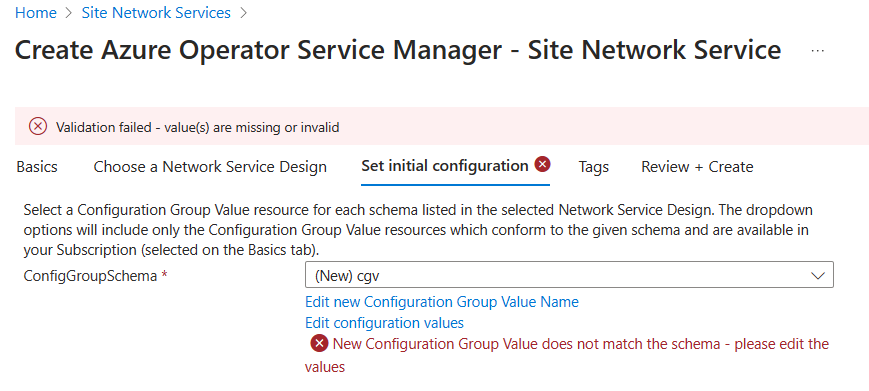 Home > Site Network Services >
Create Azure Operator Service Manager - Site Network Service ...
Validation failed - value(s) are missing or invalid
Basics Choose a Network Service Design Set initial configuration Tags Review + Create
Select a Configuration Group Value resource for each schema listed in the selected Network Service Design. The dropdown
options will include only the Configuration Group Value resources which conform to the given schema and are available in
your Subscription (selected on the Basics tab).
ConfigGroupSchema * (New) cgv
Edit new Configuration Group Value Name
Edit configuration values
New Configuration Group Value does not match the schema - please edit the
values